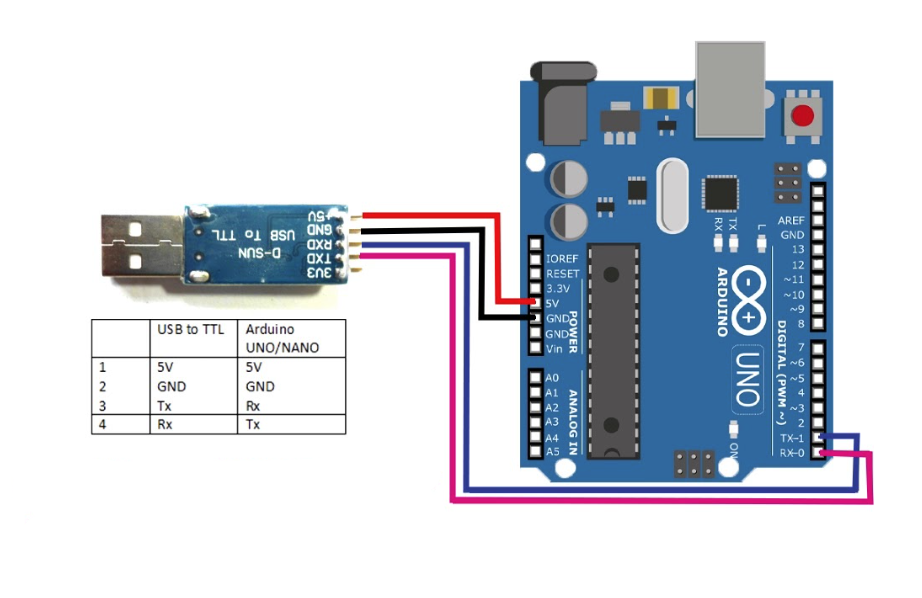 5V
GND
RXD
TXD
3V3
D-SUN
USB To TTL
USB to TTL Arduino
UNO/NANO
1 5V 5V
2 GND GND
3 Tx Rx
4 Rx Tx
IOREF
RESET
3.3V
5V
GND
GND
Vin
POWER
A0
A1
A2
A3
A4
A5
ANALOG IN
RX
TX
L
ARDUINO
UNO
ON
AREF
GND
13
12
~11
~10
~9
8
7
~6
~5
4
~3
2
TX-1
RX-0
DIGITAL (PWM ~)